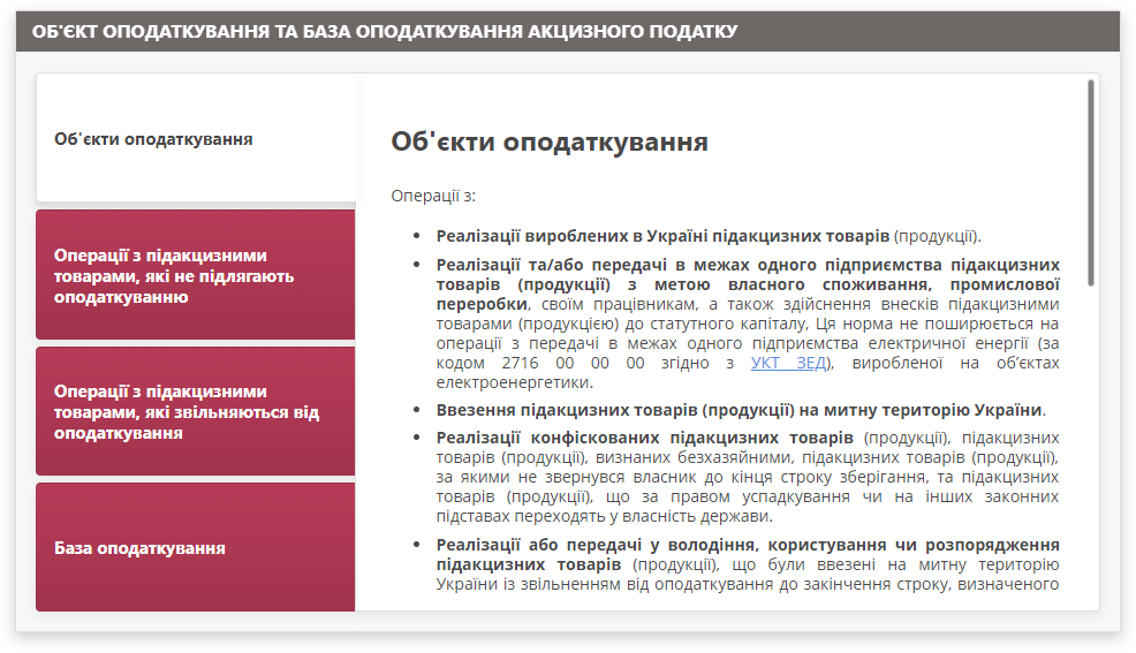 ОБ'ЄКТ ОПОДАТКУВАННЯ ТА БАЗА ОПОДАТКУВАННЯ АКЦИЗНОГО ПОДАТКУ
Об'єкти оподаткування
Операції з підакцизними
товарами, які не підлягають
оподаткуванню
Операції з підакцизними
товарами, які звільняються від
оподаткування
База оподаткування
Об'єкти оподаткування
Операції з:
• Реалізації вироблених в Україні підакцизних товарів (продукції).
• Реалізації та/або передачі в межах одного підприємства підакцизних
товарів (продукції) з метою власного споживання, промислової
переробки, своїм працівникам, а також здійснення внесків підакцизними
товарами (продукцією) до статутного капіталу, Ця норма не поширюється на
операції з передачі в межах одного підприємства електричної енергії (за
кодом 2716 00 00 00 згідно з УКТ ЗЕД), виробленої на об’єктах
електроенергетики.
• Ввезення підакцизних товарів (продукції) на митну територію України.
• Реалізації конфіскованих підакцизних товарів (продукції), підакцизних
товарів (продукції), визнаних безхазяйними, підакцизних товарів (продукції),
за якими не звернувся власник до кінця строку зберігання, та підакцизних
товарів (продукції), що за правом успадкування чи на інших законних
підставах переходять у власність держави.
• Реалізації або передачі у володіння, користування чи розпорядження
підакцизних товарів (продукції), що були ввезені на митну територію
України із звільненням від оподаткування до закінчення строку, визначеного